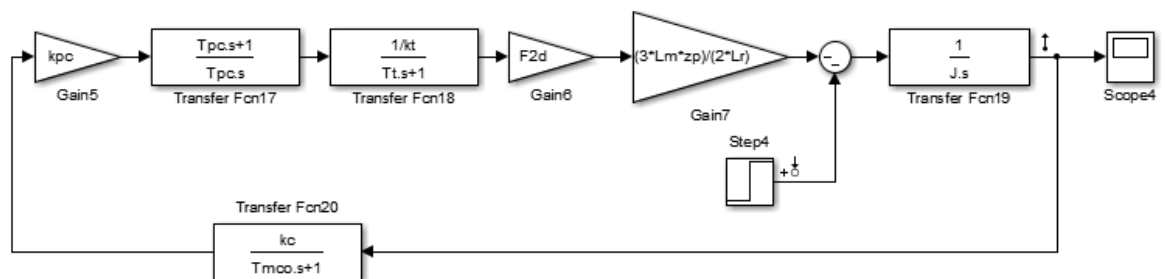 kpc
Gain5
Tpc.s+1
Tpc.s
Transfer Fcn17
1/kt
Tt.s+1
Transfer Fcn18
F2d
Gain6
(3*Lm*zp)/(2*Lr)
Gain7
Step4
1
J.s
Transfer Fcn19
Scope4
Transfer Fcn20
kc
Tmco.s+1